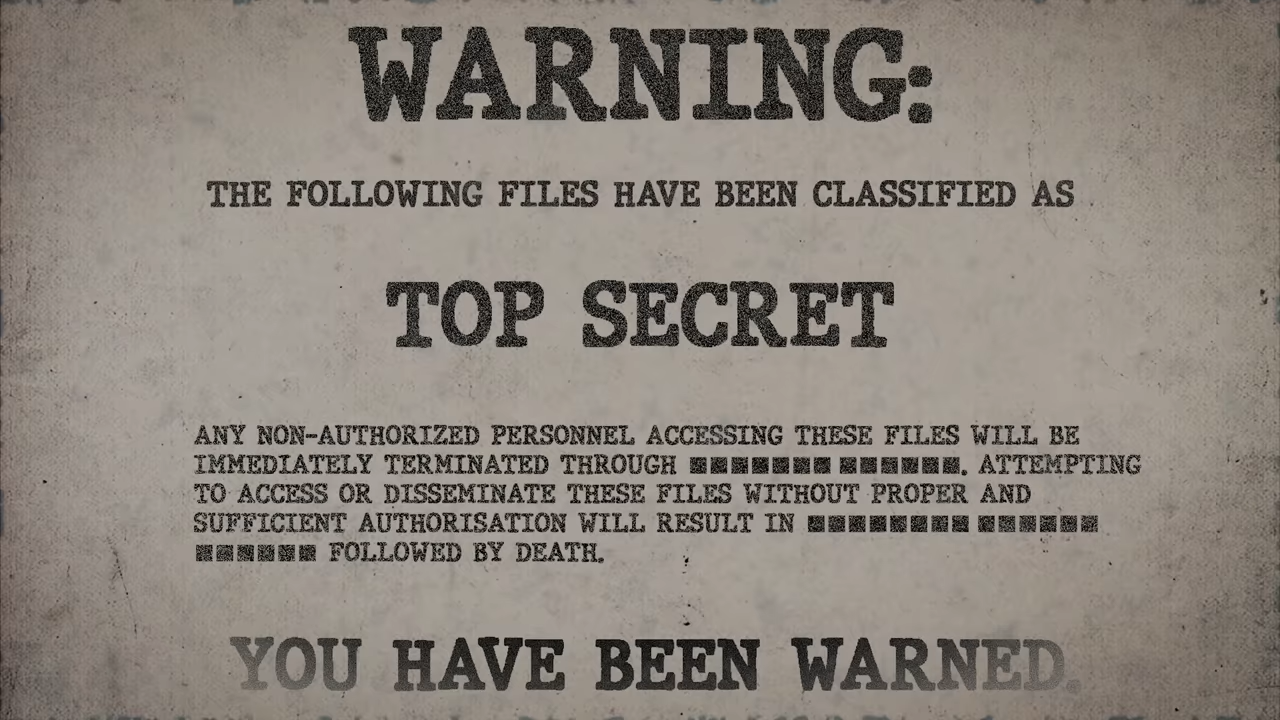 WARNING:
THE FOLLOWING FILES HAVE BEEN CLASSIFIED AS
TOP SECRET
ANY NON-AUTHORIZED PERSONNEL ACCESSING THESE FILES WILL BE
IMMEDIATELY TERMINATED THROUGH ■■■■■■■ ■■■■■■. ATTEMPTING
TO ACCESS OR DISSEMINATE THESE FILES WITHOUT PROPER AND
SUFFICIENT AUTHORISATION WILL RESULT IN ■■■■■■■■ ■■■■■■
■■■■■■ FOLLOWED BY DEATH.
YOU HAVE BEEN WARNED.